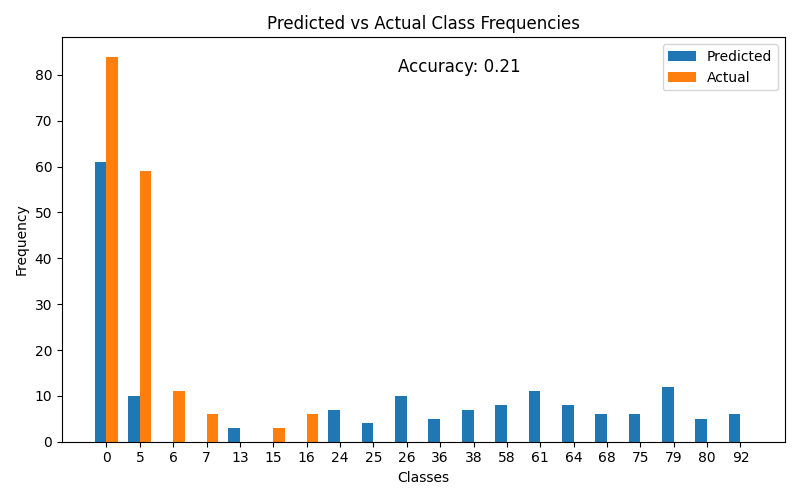 Predicted vs Actual Class Frequencies
Accuracy: 0.21
Predicted
Actual
Frequency
80
70
60
50
40
30
20
10
0
0 5 6 7 13 15 16 24 25 26 36 38 58 61 64 68 75 79 80 92
Classes